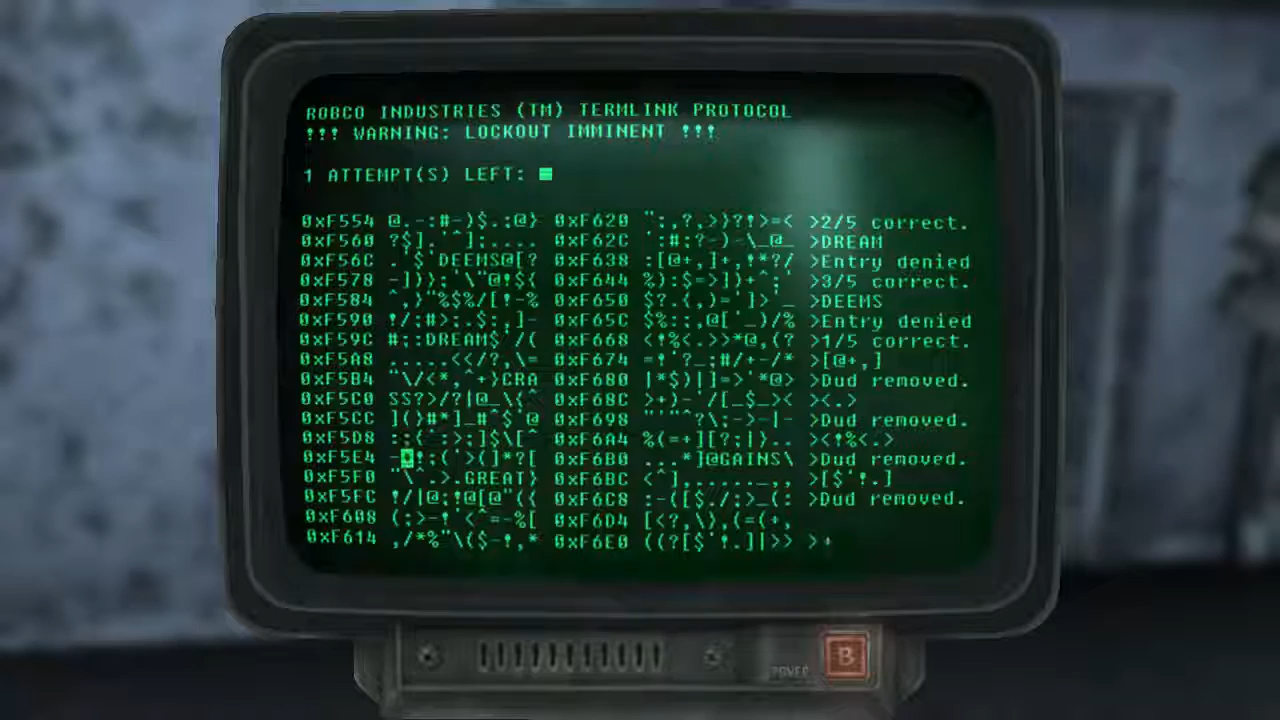 ROBCO INDUSTRIES (TM) TERMLINK PROTOCOL
!!! WARNING: LOCKOUT IMMINENT !!!
1 ATTEMPT(S) LEFT:
0xF554 @.-:#-)$.:@} 0xF620 ":,?,>}?!>=< >2/5 correct.
0xF560 ?$].'^]:.... 0xF62C ':#:?-)-\_@_ >DREAM
0xF56C .'$'DEEMS@[? 0xF638 :[@+,]+,!*?/ >Entry denied
0xF578 -]));'\"@!${ 0xF644 %):$=>])+^;' >3/5 correct.
0xF584 .,}"%$%/[!-% 0xF650 $?.{,)=']>'_ >DEEMS
0xF590 !/:#>:.$:,]- 0xF65C $%::,@['_)/% >Entry denied
0xF59C #::DREAM$'/( 0xF668 <!%<.>>*@,(? >1/5 correct.
0xF5A8 .....<</?,\= 0xF674 =!'?_;#/+-/* >[@+,]
0xF5B4 "\/<*,^+}CRA 0xF680 |*$)|]=>'*@> >Dud removed.
0xF5C0 SS?>/?|@_\{^ 0xF68C >+)-'/[_$_>< ><.>
0xF5CC ](}#*]_#^$'@ 0xF698 "'"^?\;->-|- >Dud removed.
0xF5D8 ::{^:>:]$\[^ 0xF6A4 %(=+][?;|}.. ><!%<.>
0xF5E4 -!!;('>(]*?[ 0xF6B0 ...*]@GAINS\ >Dud removed.
0xF5F0 "\^.>.GREAT} 0xF6BC <^],......,, >[$'!.]
0xF5FC !/|@;!@[@"({ 0xF6C8 :-([$./;>_(: >Dud removed.
0xF608 (;>-!'<^=-%[ 0xF6D4 [<?,\),(=(+,
0xF614 ,/*%"\($-!,* 0xF6E0 ((?[$'!.]|>> >+
POWER
B